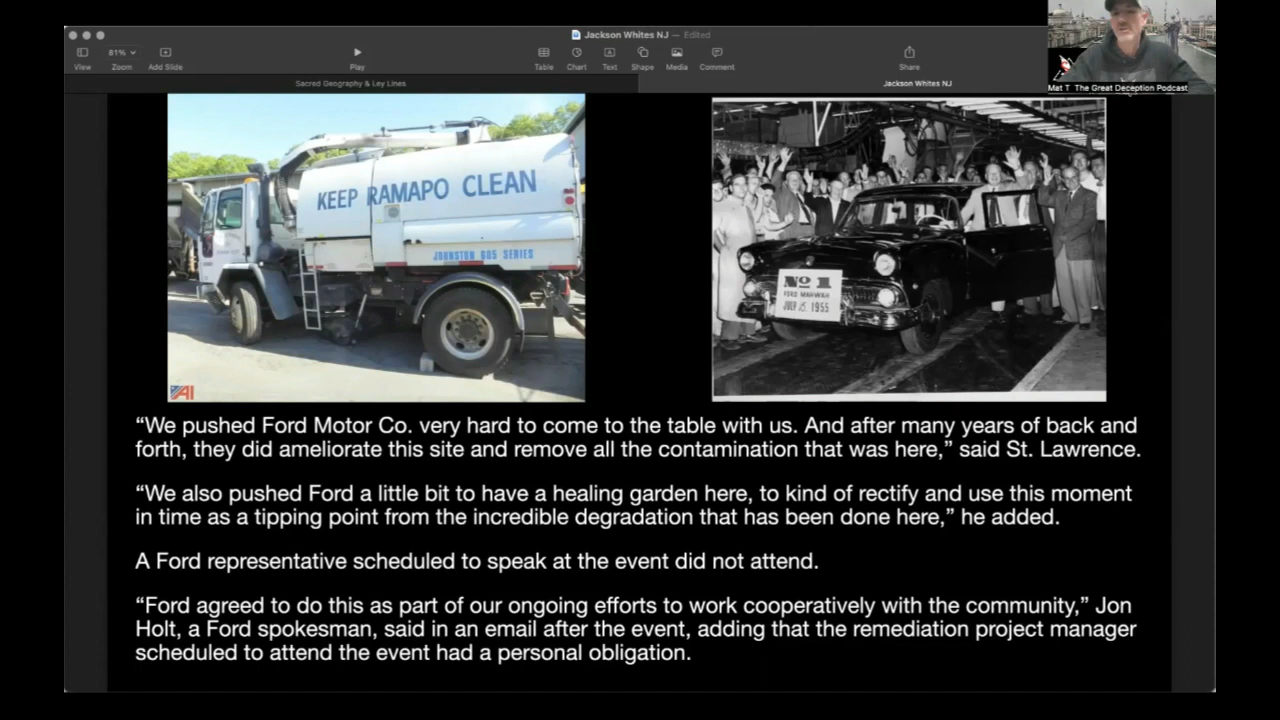 Jackson Whites NJ — Edited
81%
View
Zoom
Add Slide
Play
Table
Chart
Text
Shape
Media
Comment
Share
Sacred Geography & Ley Lines
Jackson Whites NJ
Mat T The Great Deception Podcast
KEEP RAMAPO CLEAN
JOHNSTON 605 SERIES
AI
No 1
FORD MAHWAH
JULY 15, 1955
“We pushed Ford Motor Co. very hard to come to the table with us. And after many years of back and
forth, they did ameliorate this site and remove all the contamination that was here,” said St. Lawrence.
“We also pushed Ford a little bit to have a healing garden here, to kind of rectify and use this moment
in time as a tipping point from the incredible degradation that has been done here,” he added.
A Ford representative scheduled to speak at the event did not attend.
“Ford agreed to do this as part of our ongoing efforts to work cooperatively with the community,” Jon
Holt, a Ford spokesman, said in an email after the event, adding that the remediation project manager
scheduled to attend the event had a personal obligation.